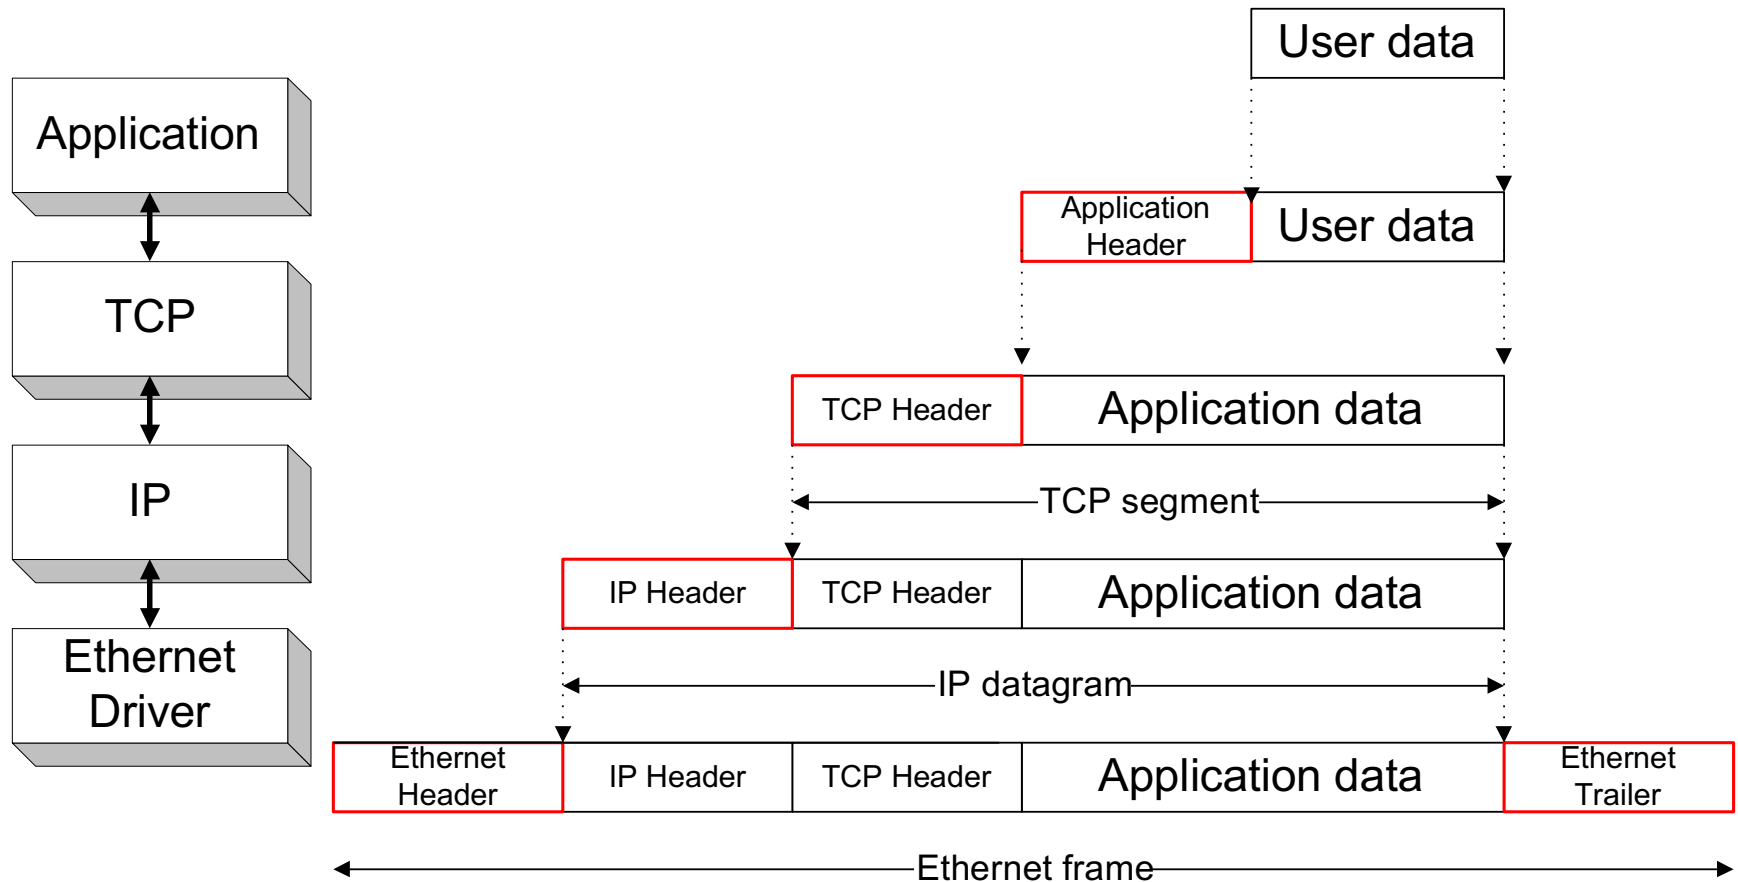 User data
Application
Application
Header
User data
TCP
TCP Header
Application data
IP
TCP segment
IP Header
TCP Header
Application data
Ethernet
Driver
IP datagram
Ethernet
Header
IP Header
TCP Header
Application data
Ethernet
Trailer
Ethernet frame